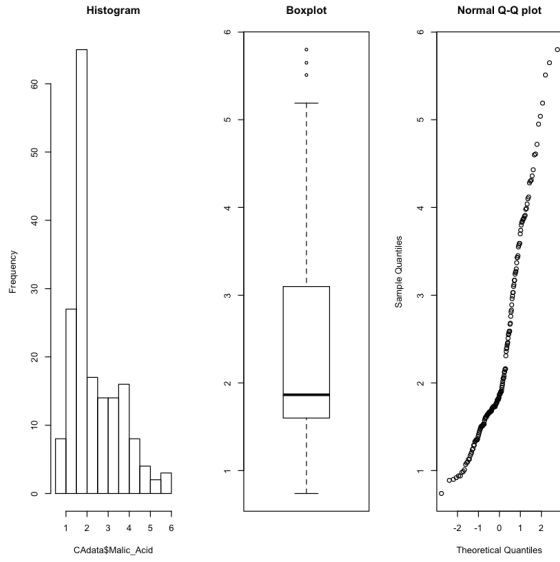 Histogram
Frequency
0 10 20 30 40 50 60
1 2 3 4 5 6
CAdata$Malic_Acid
Boxplot
1 2 3 4 5 6
Normal Q-Q plot
Sample Quantiles
1 2 3 4 5 6
-2 -1 0 1 2
Theoretical Quantiles